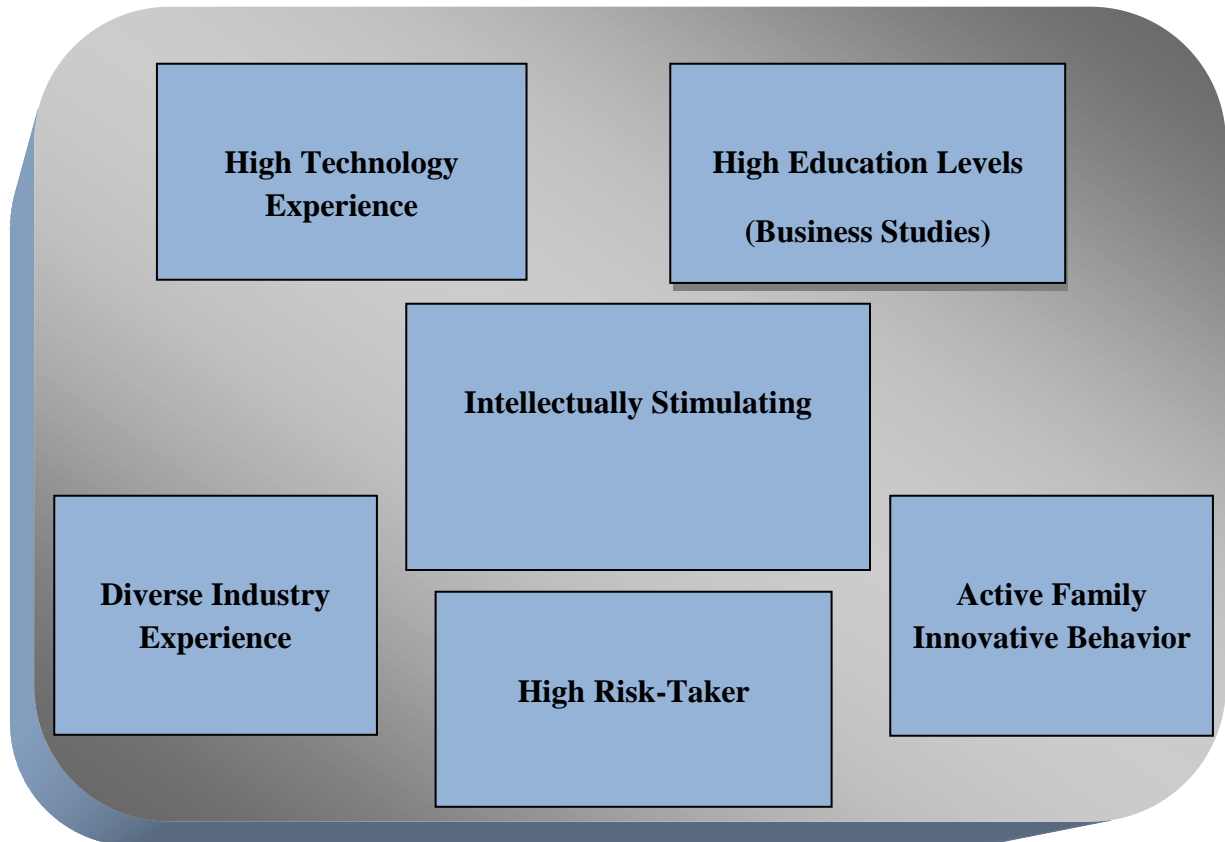 High Technology
Experience
High Education Levels
(Business Studies)
Intellectually Stimulating
Diverse Industry
Experience
High Risk-Taker
Active Family
Innovative Behavior